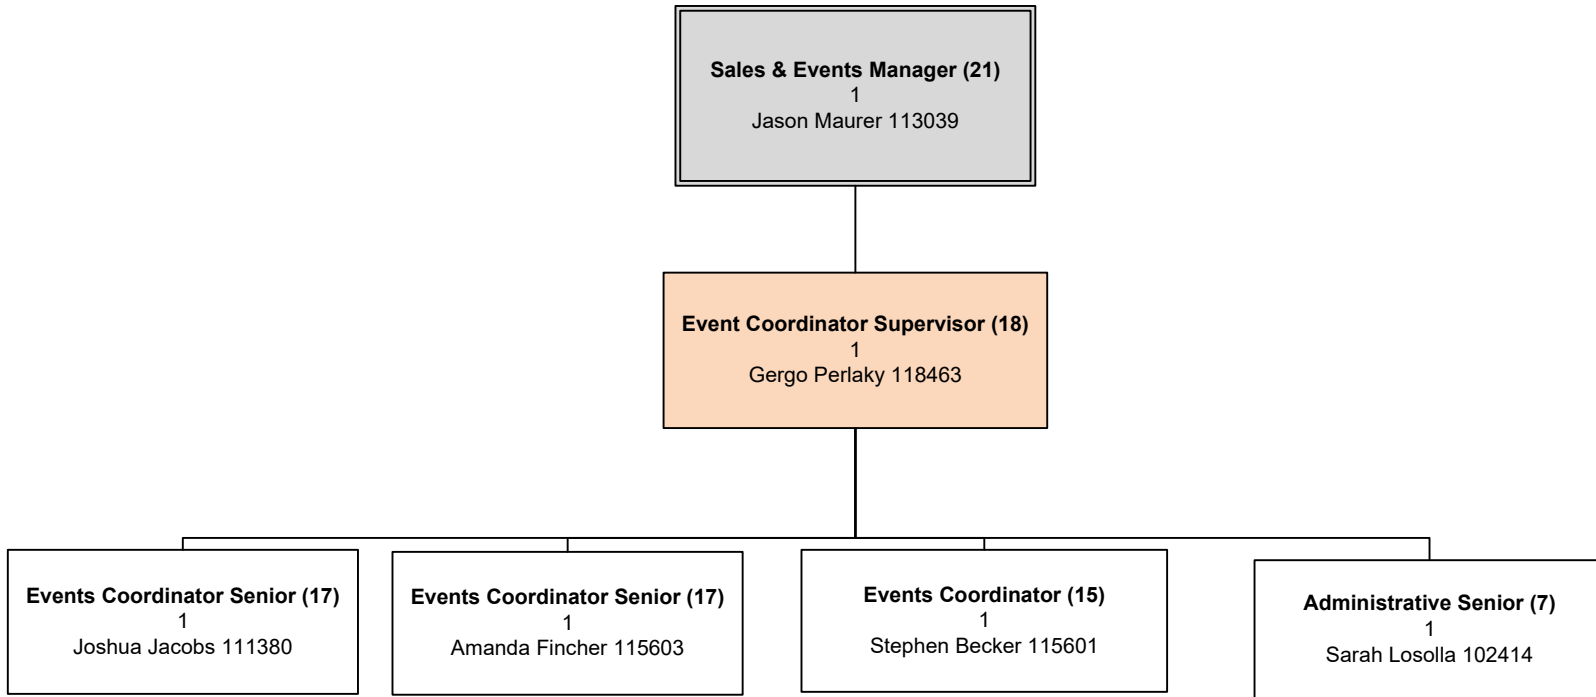 Sales & Events Manager (21)
1
Jason Maurer 113039
Event Coordinator Supervisor (18)
1
Gergo Perlaky 118463
Events Coordinator Senior (17)
1
Joshua Jacobs 111380
Events Coordinator Senior (17)
1
Amanda Fincher 115603
Events Coordinator (15)
1
Stephen Becker 115601
Administrative Senior (7)
1
Sarah Losolla 102414